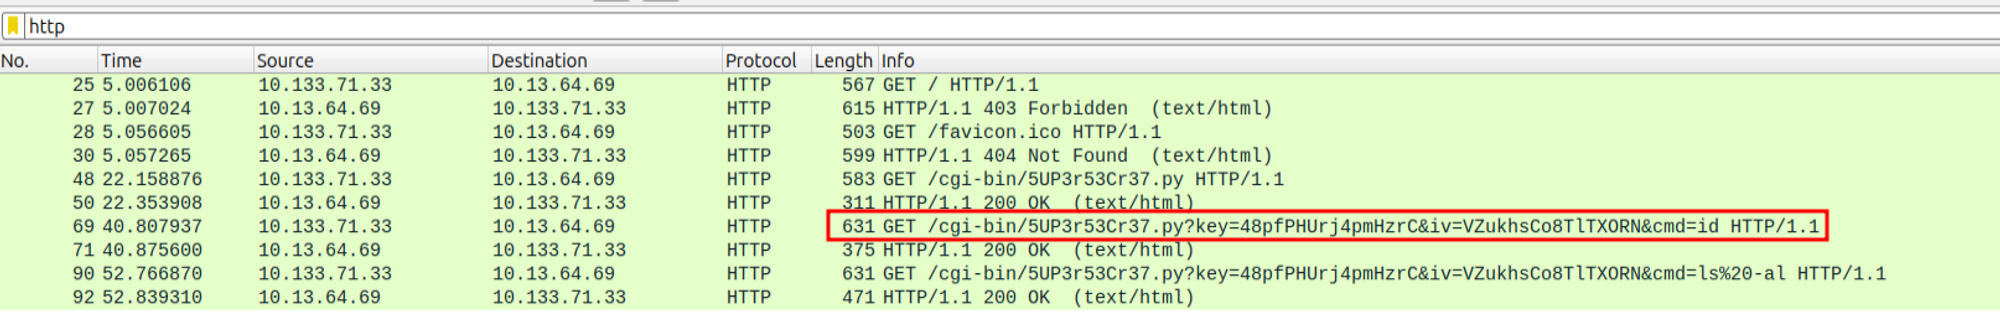 http
No. Time Source Destination Protocol Length Info
25 5.006106 10.133.71.33 10.13.64.69 HTTP 567 GET / HTTP/1.1
27 5.007024 10.13.64.69 10.133.71.33 HTTP 615 HTTP/1.1 403 Forbidden (text/html)
28 5.056605 10.133.71.33 10.13.64.69 HTTP 503 GET /favicon.ico HTTP/1.1
30 5.057265 10.13.64.69 10.133.71.33 HTTP 599 HTTP/1.1 404 Not Found (text/html)
48 22.158876 10.133.71.33 10.13.64.69 HTTP 583 GET /cgi-bin/5UP3r53Cr37.py HTTP/1.1
50 22.353908 10.13.64.69 10.133.71.33 HTTP 311 HTTP/1.1 200 OK (text/html)
69 40.807937 10.133.71.33 10.13.64.69 HTTP 631 GET /cgi-bin/5UP3r53Cr37.py?key=48pfPHUrj4pmHzrC&iv=VZukhsCo8TlTXORN&cmd=id HTTP/1.1
71 40.875600 10.13.64.69 10.133.71.33 HTTP 375 HTTP/1.1 200 OK (text/html)
90 52.766870 10.133.71.33 10.13.64.69 HTTP 631 GET /cgi-bin/5UP3r53Cr37.py?key=48pfPHUrj4pmHzrC&iv=VZukhsCo8TlTXORN&cmd=ls%20-al HTTP/1.1
92 52.839310 10.13.64.69 10.133.71.33 HTTP 471 HTTP/1.1 200 OK (text/html)